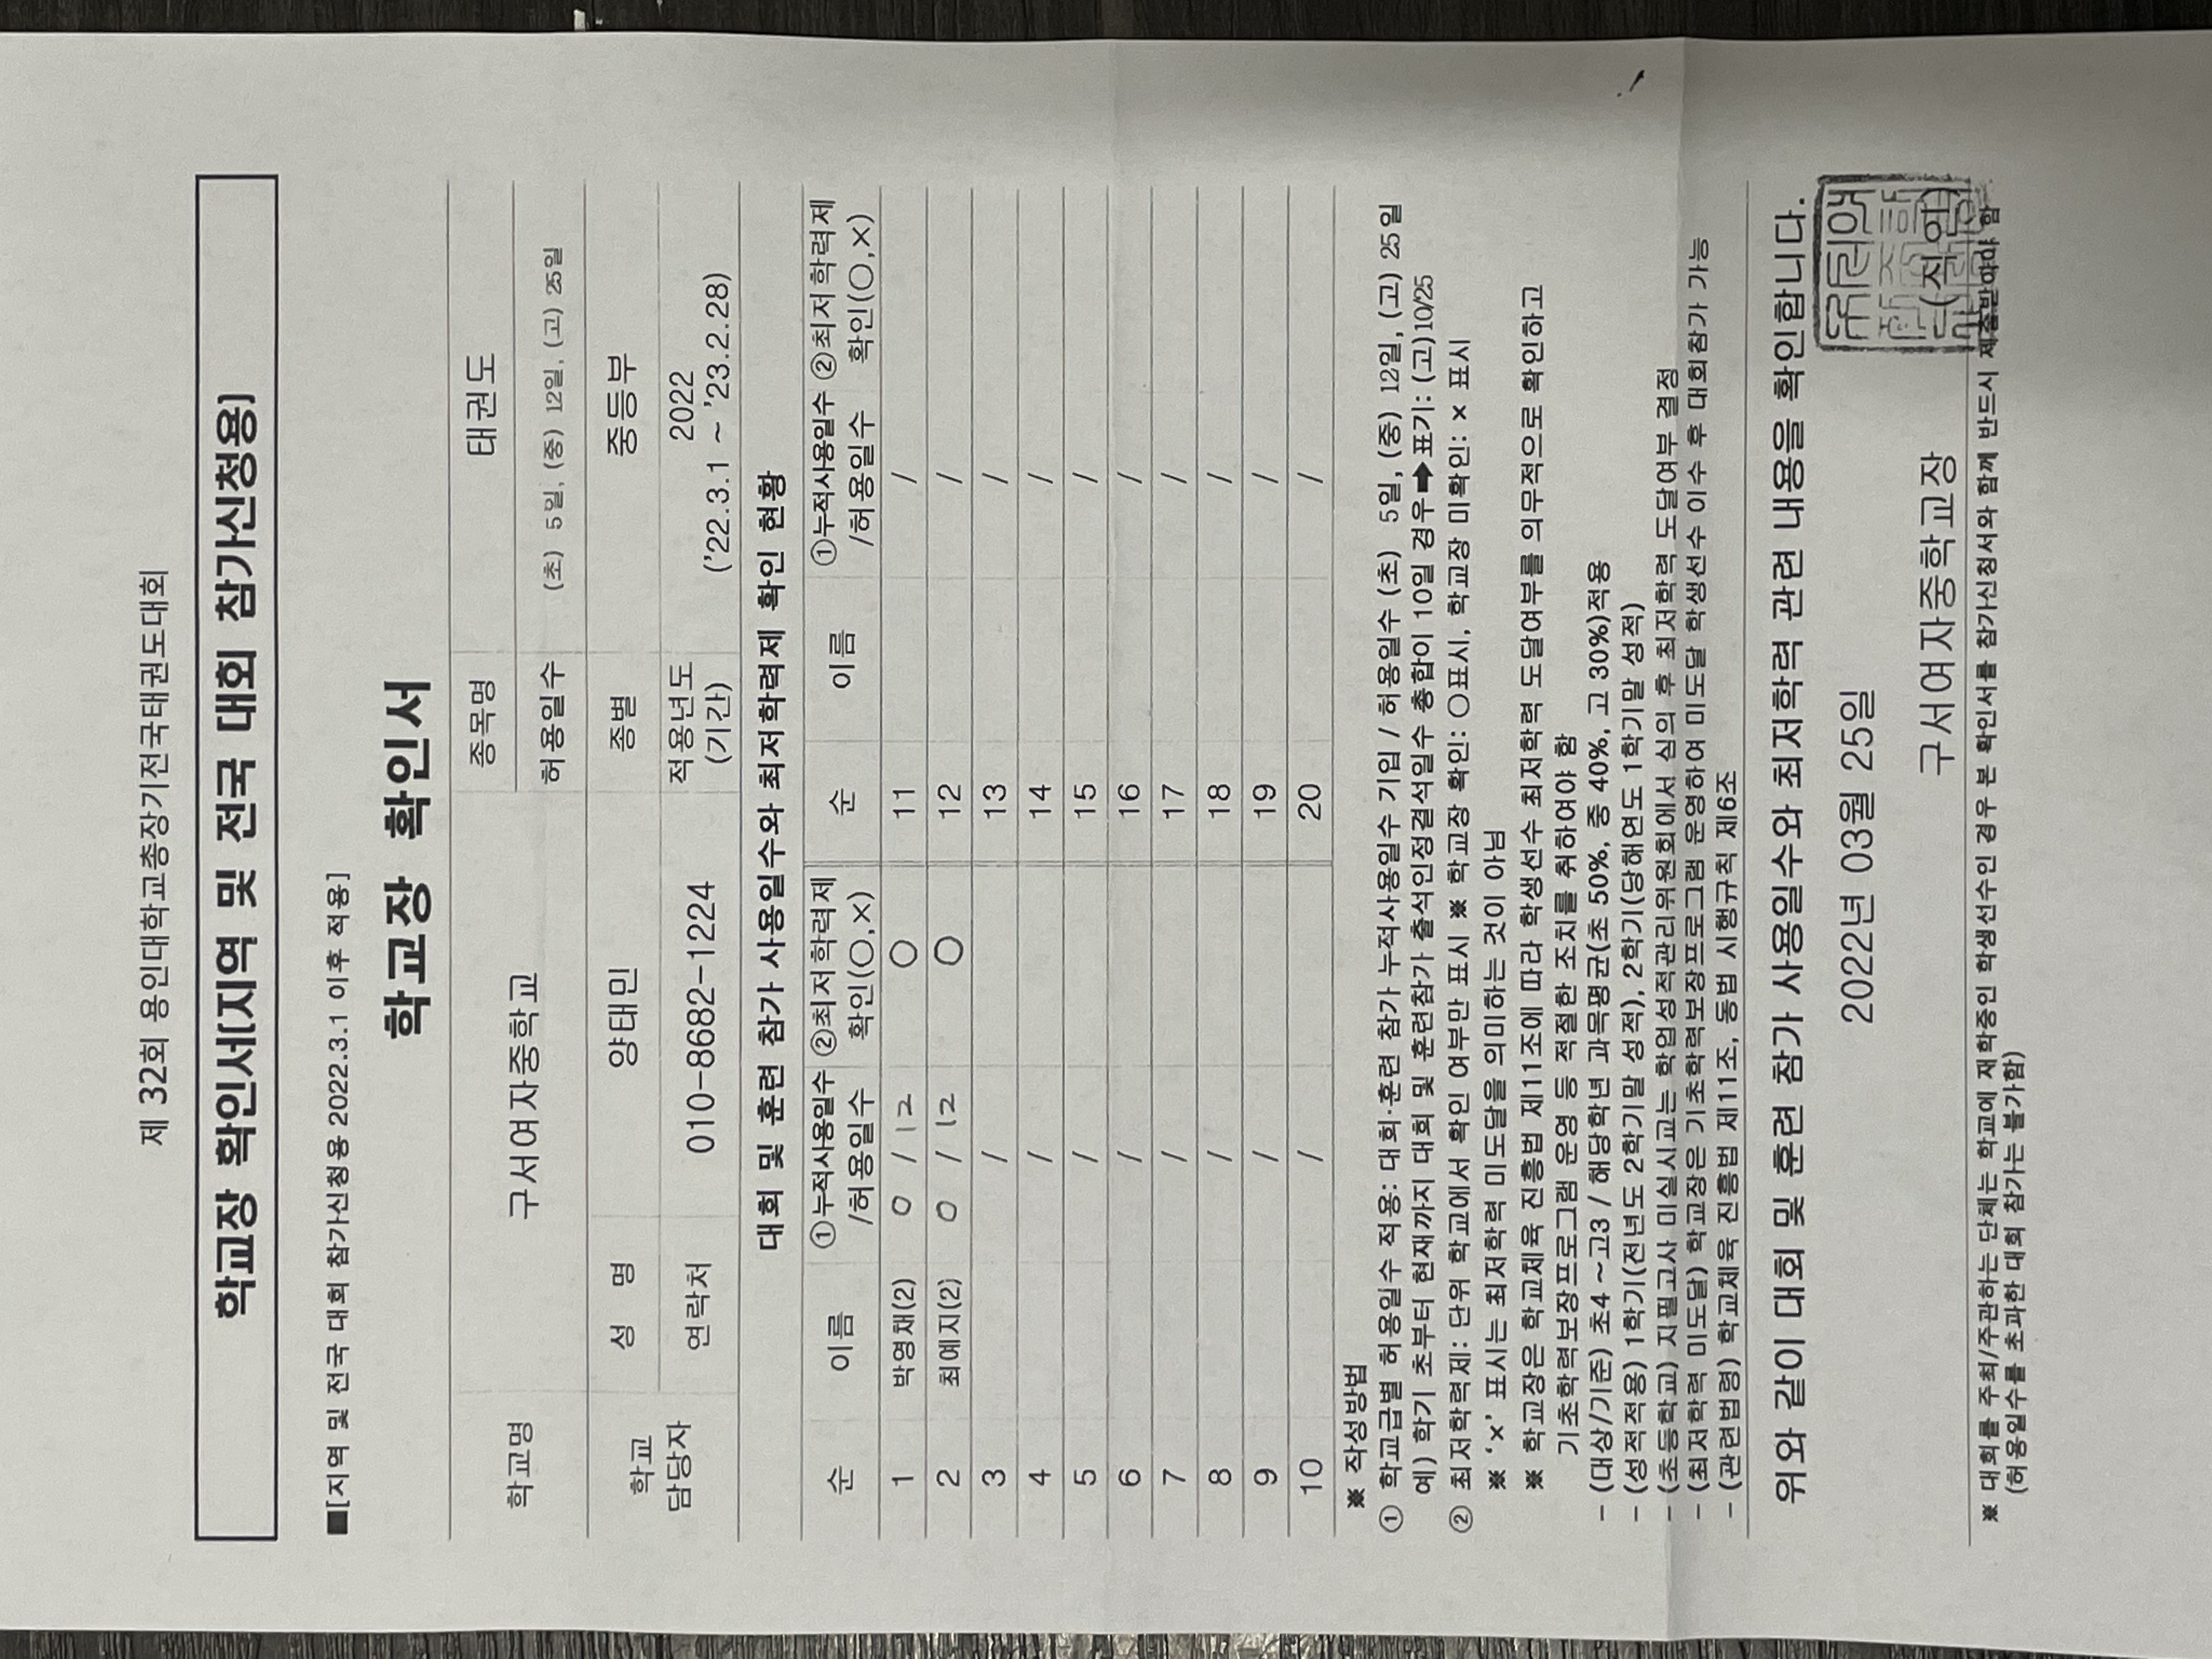 제 32회 용인대학교총장기전국태권도대회
학교장 확인서[지역 및 전국 대회 참가신청용]
■[지역 및 전국 대회 참가신청용 2022.3.1 이후 적용]
학교장 확인서
학교명 구서여자중학교 종목명 태권도
허용일수 (초) 5일, (중) 12일, (고) 25일
학교 담당자 성 명 양태민 종별 중등부
연락처 010-8682-1224 적용년도 (기간) 2022 ('22.3.1 ~ '23.2.28)
대회 및 훈련 참가 사용일수와 최저학력제 확인 현황
순 이름 ①누적사용일수 /허용일수 ②최저학력제 확인(○,×) 순 이름 ①누적사용일수 /허용일수 ②최저학력제 확인(○,×)
1 박영채(2) 0 / 12 ○ 11 /
2 최예지(2) 0 / 12 ○ 12 /
3 / 13 /
4 / 14 /
5 / 15 /
6 / 16 /
7 / 17 /
8 / 18 /
9 / 19 /
10 / 20 /
※ 작성방법
① 학교급별 허용일수 적용: 대회·훈련 참가 누적사용일수 기입 / 허용일수 (초) 5일, (중) 12일, (고) 25일
예) 학기 초부터 현재까지 대회 및 훈련참가 출석인정결석일수 총합이 10일 경우➡표기: (고)10/25
② 최저학력제: 단위 학교에서 확인 여부만 표시 ※ 학교장 확인: ○표시, 학교장 미확인: × 표시
※ '×' 표시는 최저학력 미도달을 의미하는 것이 아님
※ 학교장은 학교체육 진흥법 제11조에 따라 학생선수 최저학력 도달여부를 의무적으로 확인하고
기초학력보장프로그램 운영 등 적절한 조치를 취하여야 함
- (대상/기준) 초4 ~고3 / 해당학년 과목평균(초 50%, 중 40%, 고 30%)적용
- (성적적용) 1학기(전년도 2학기말 성적), 2학기(당해연도 1학기말 성적)
- (초등학교) 지필고사 미실시교는 학업성적관리위원회에서 심의 후 최저학력 도달여부 결정
- (최저학력 미도달) 학교장은 기초학력보장프로그램 운영하여 미도달 학생선수 이수 후 대회참가 가능
- (관련법령) 학교체육 진흥법 제11조, 동법 시행규칙 제6조
위와 같이 대회 및 훈련 참가 사용일수와 최저학력 관련 내용을 확인합니다.
2022년 03월 25일
구서여자중학교장 (직인)
※ 대회를 주최/주관하는 단체는 학교에 재학중인 학생선수인 경우 본 확인서를 참가신청서와 함께 반드시 제출받아야 함
(허용일수를 초과한 대회 참가는 불가함)